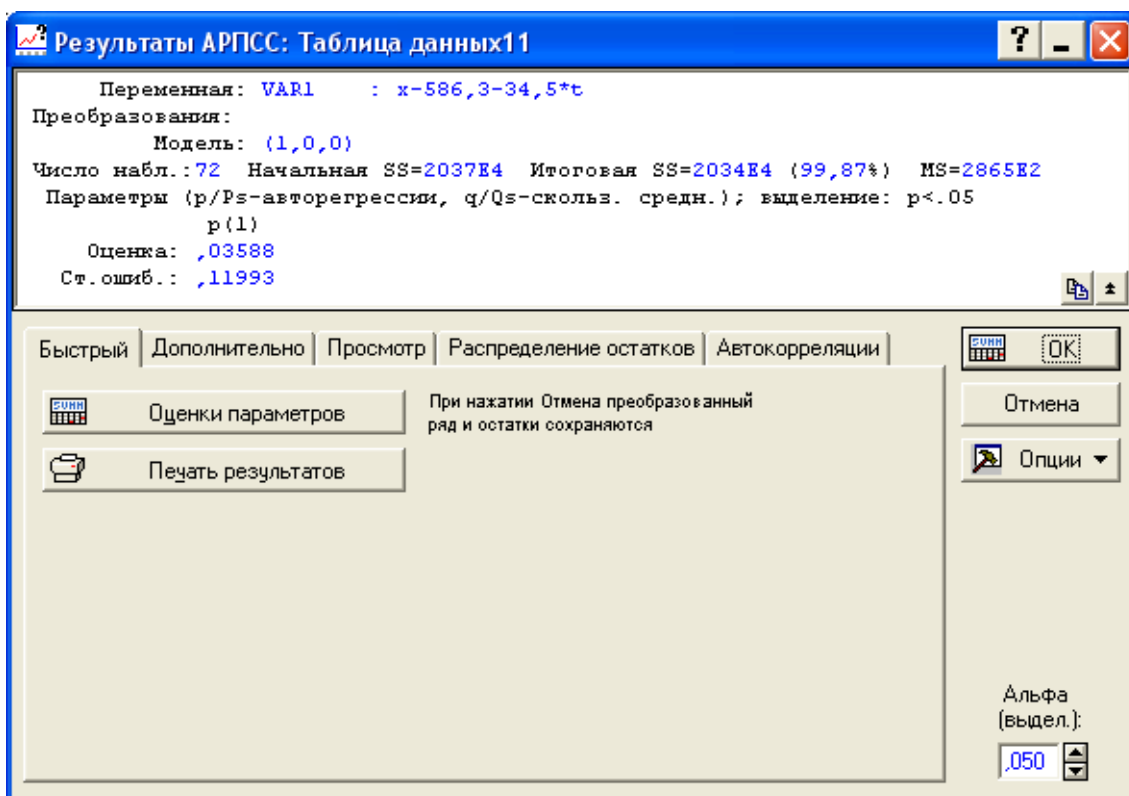 Результаты АРПСС: Таблица данных11
Переменная: VAR1 : x-586,3-34,5*t
Преобразования:
Модель: (1,0,0)
Число набл.:72 Начальная SS=2037E4 Итоговая SS=2034E4 (99,87%) MS=2865E2
Параметры (p/Ps-авторегрессии, q/Qs-скольз. средн.); выделение: p<.05
p(1)
Оценка: ,03588
Ст.ошиб.: ,11993
Быстрый Дополнительно Просмотр Распределение остатков Автокорреляции
SUMM OK
SUMM Оценки параметров
При нажатии Отмена преобразованный
ряд и остатки сохраняются
Отмена
Печать результатов
Опции
Альфа
(выдел.):
,050